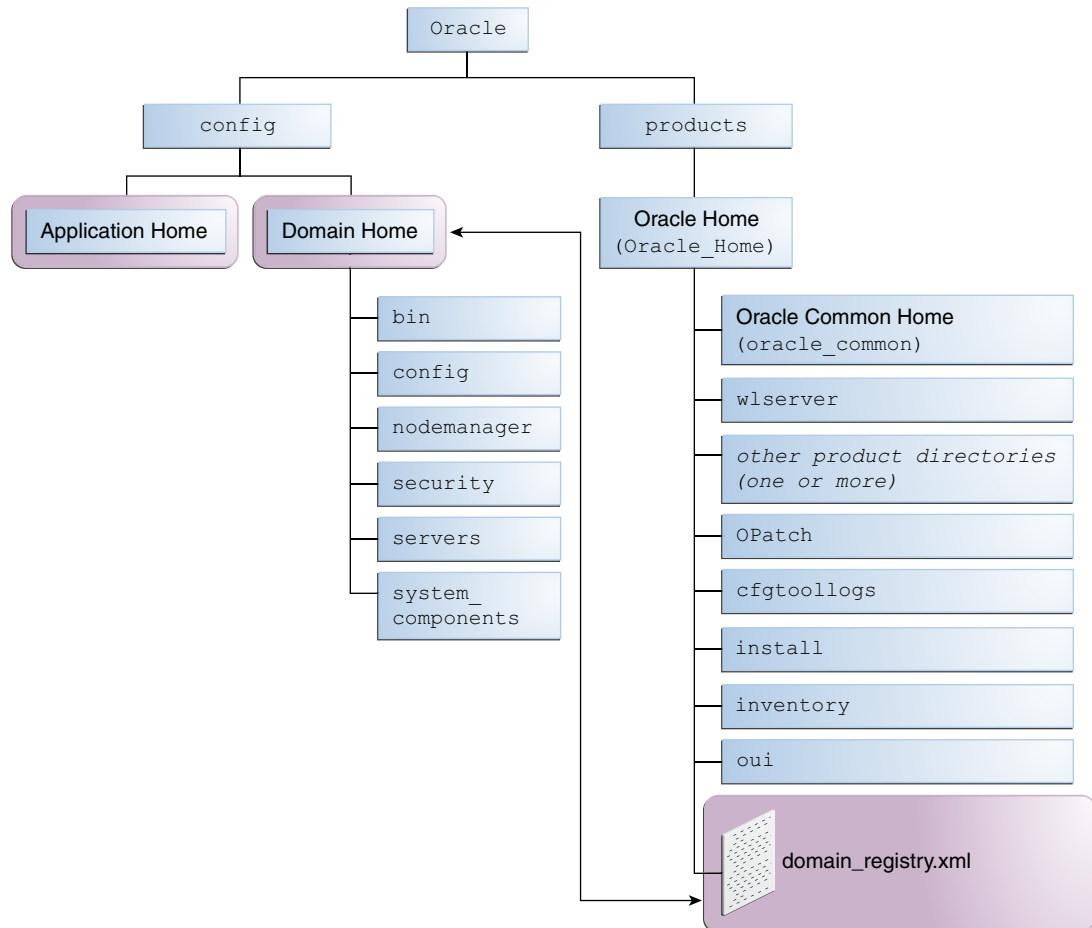 Oracle
config
products
Application Home
Domain Home
Oracle Home
(Oracle_Home)
bin
config
nodemanager
security
servers
system_
components
Oracle Common Home
(oracle_common)
wlserver
other product directories
(one or more)
OPatch
cfgtoollogs
install
inventory
oui
domain_registry.xml